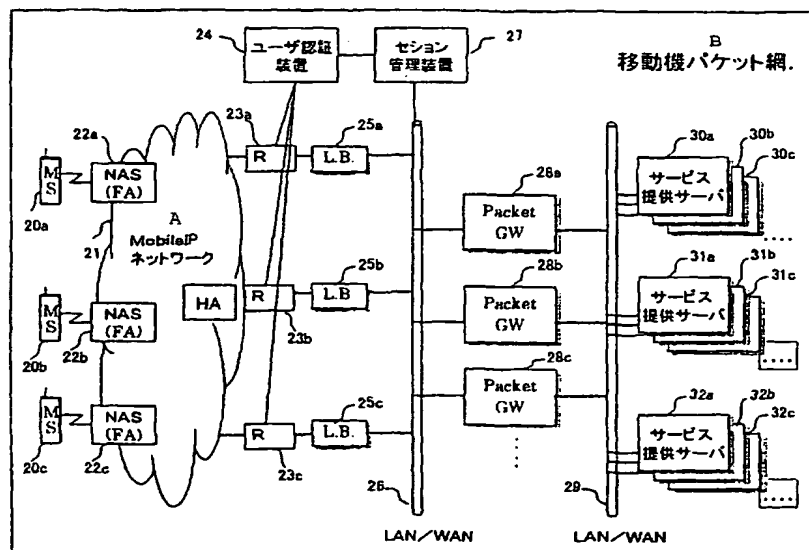 24
ユーザ認証
装置
セション
管理装置
27
B
移動機パケット網.
22a
NAS
(FA)
MS
20a
21
A
MobileIP
ネットワーク
HA
23a
R
25a
L.B.
28a
Packet
GW
30a
30b
30c
サービス
提供サーバ
....
MS
20b
NAS
(FA)
22b
R
23b
25b
L.B.
28b
Packet
GW
31a
31b
31c
サービス
提供サーバ
....
MS
20c
NAS
(FA)
22c
R
23c
25c
L.B.
28c
Packet
GW
32a
32b
32c
サービス
提供サーバ
....
26
29
LAN/WAN
LAN/WAN